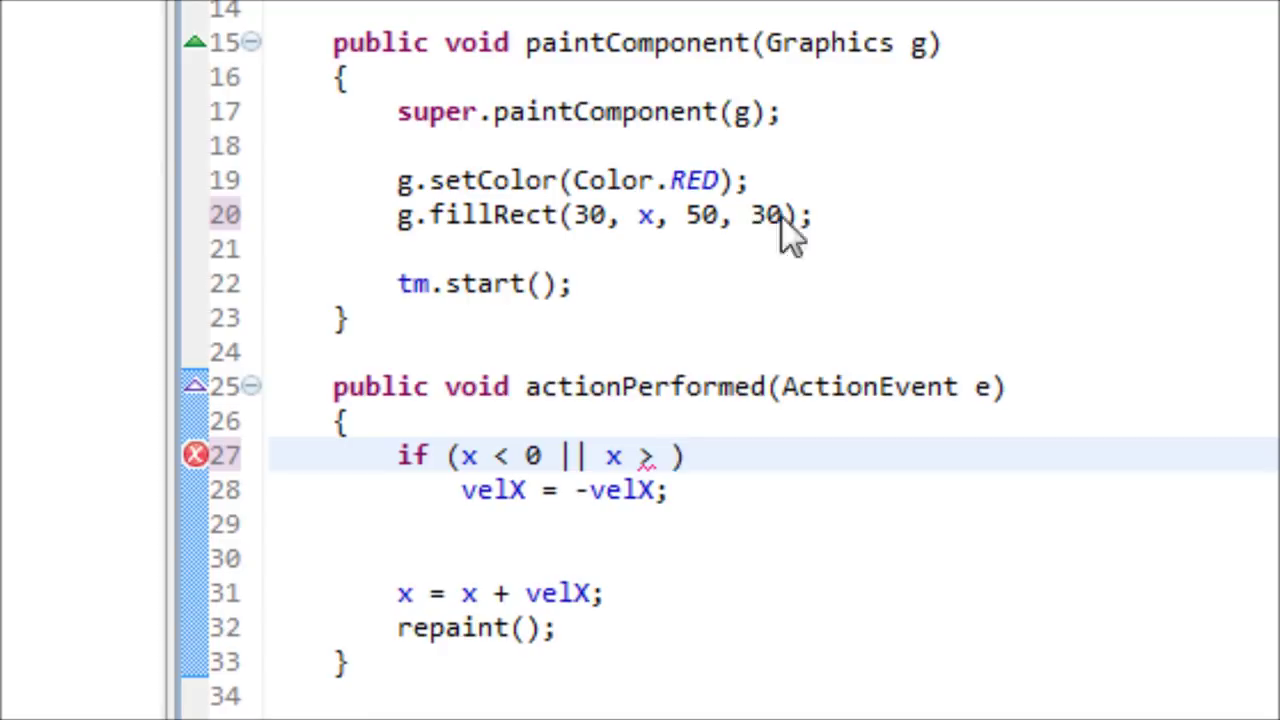 14
15 public void paintComponent(Graphics g)
16 {
17 super.paintComponent(g);
18
19 g.setColor(Color.RED);
20 g.fillRect(30, x, 50, 30);
21
22 tm.start();
23 }
24
25 public void actionPerformed(ActionEvent e)
26 {
27 if (x < 0 || x > )
28 velX = -velX;
29
30
31 x = x + velX;
32 repaint();
33 }
34